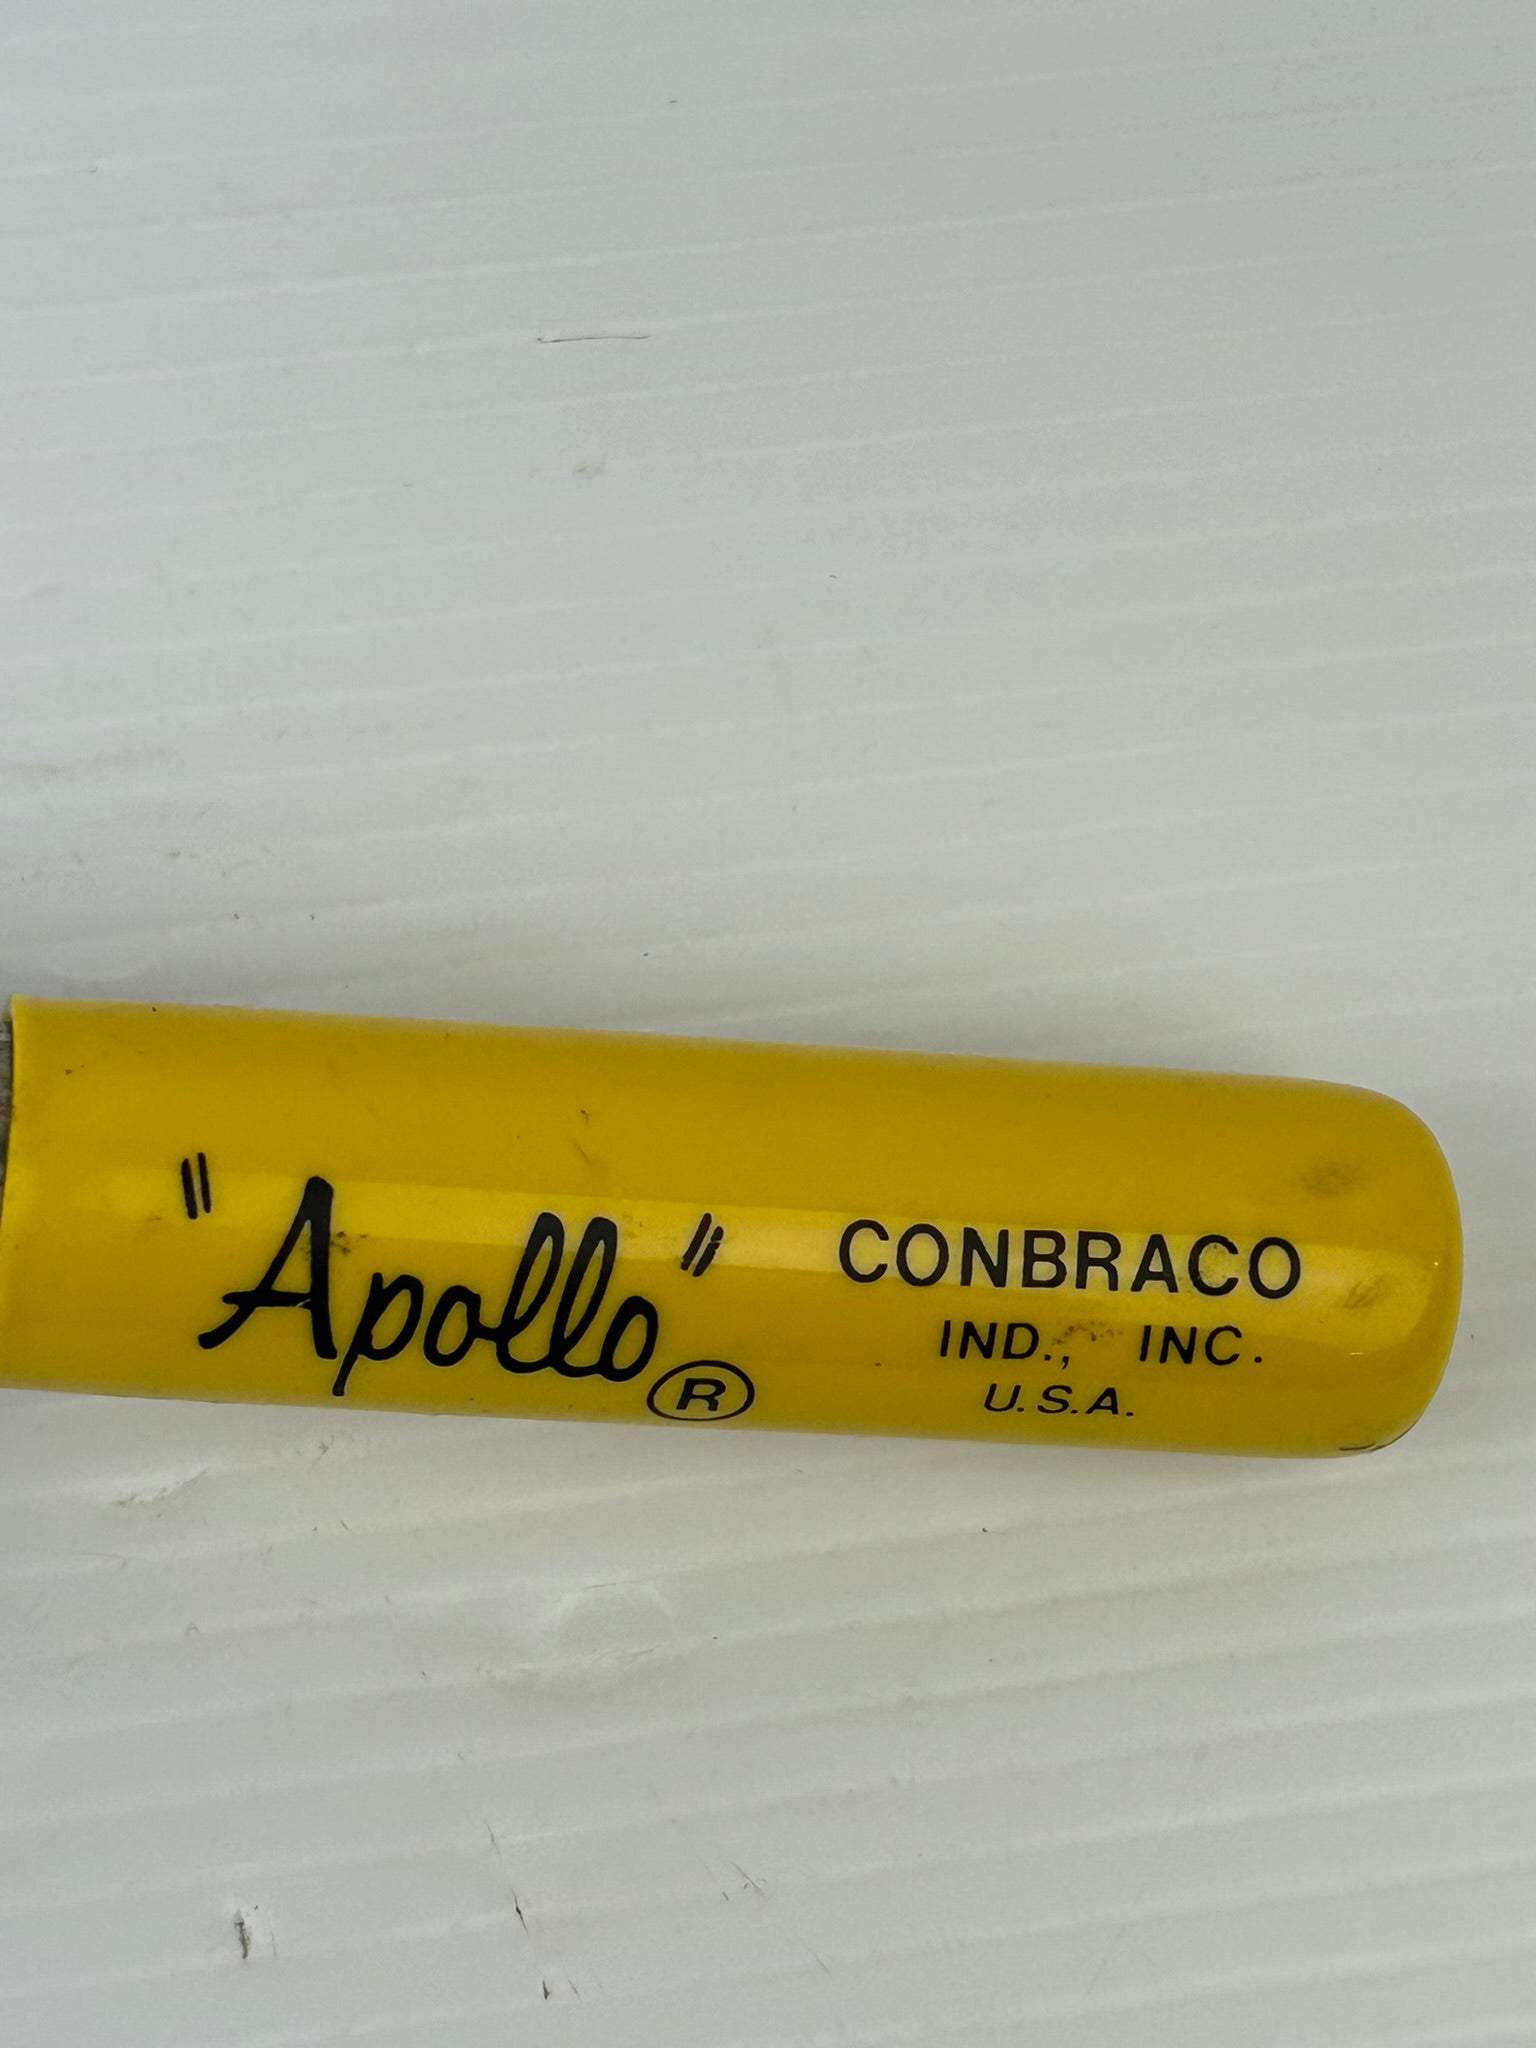 "Apollo"® CONBRACO
IND., INC.
U.S.A.